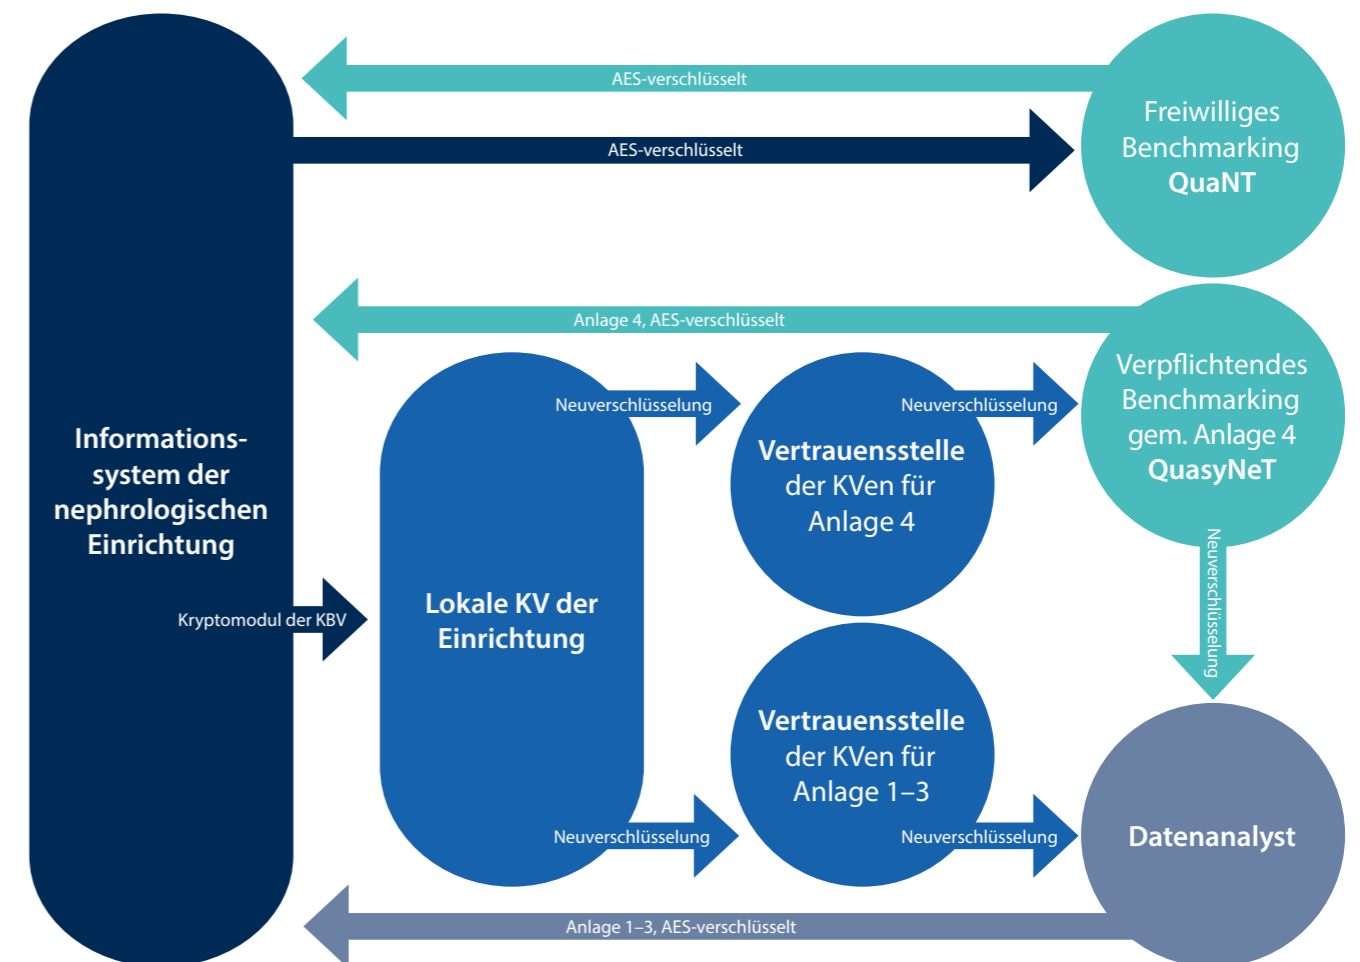 AES-verschlüsselt
AES-verschlüsselt
Freiwilliges
Benchmarking
QuaNT
Anlage 4, AES-verschlüsselt
Verpflichtendes
Benchmarking
gem. Anlage 4
QuasyNeT
Neuverschlüsselung
Neuverschlüsselung
Vertrauensstelle
der KVen für
Anlage 4
Informations-
system der
nephrologischen
Einrichtung
Neuverschlüsselung
Kryptomodul der KBV
Lokale KV der
Einrichtung
Vertrauensstelle
der KVen für
Anlage 1–3
Neuverschlüsselung
Neuverschlüsselung
Datenanalyst
Anlage 1–3, AES-verschlüsselt